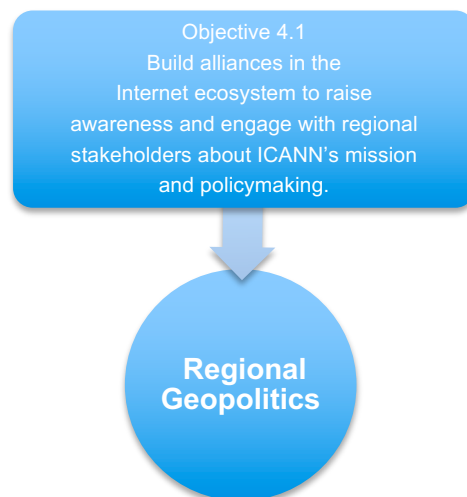 Objective 4.1
Build alliances in the
Internet ecosystem to raise
awareness and engage with regional
stakeholders about ICANN’s mission
and policymaking.
Regional
Geopolitics